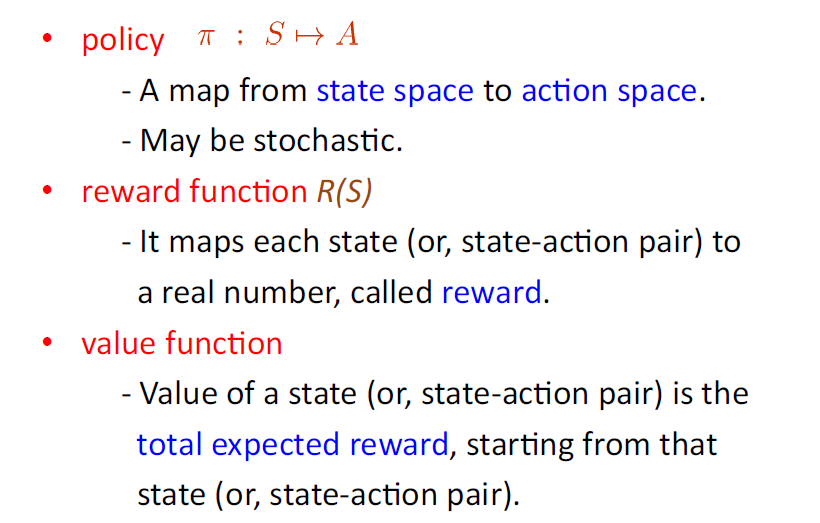 • policy π : S ↦ A
- A map from state space to action space.
- May be stochastic.
• reward function R(S)
- It maps each state (or, state-action pair) to
a real number, called reward.
• value function
- Value of a state (or, state-action pair) is the
total expected reward, starting from that
state (or, state-action pair).